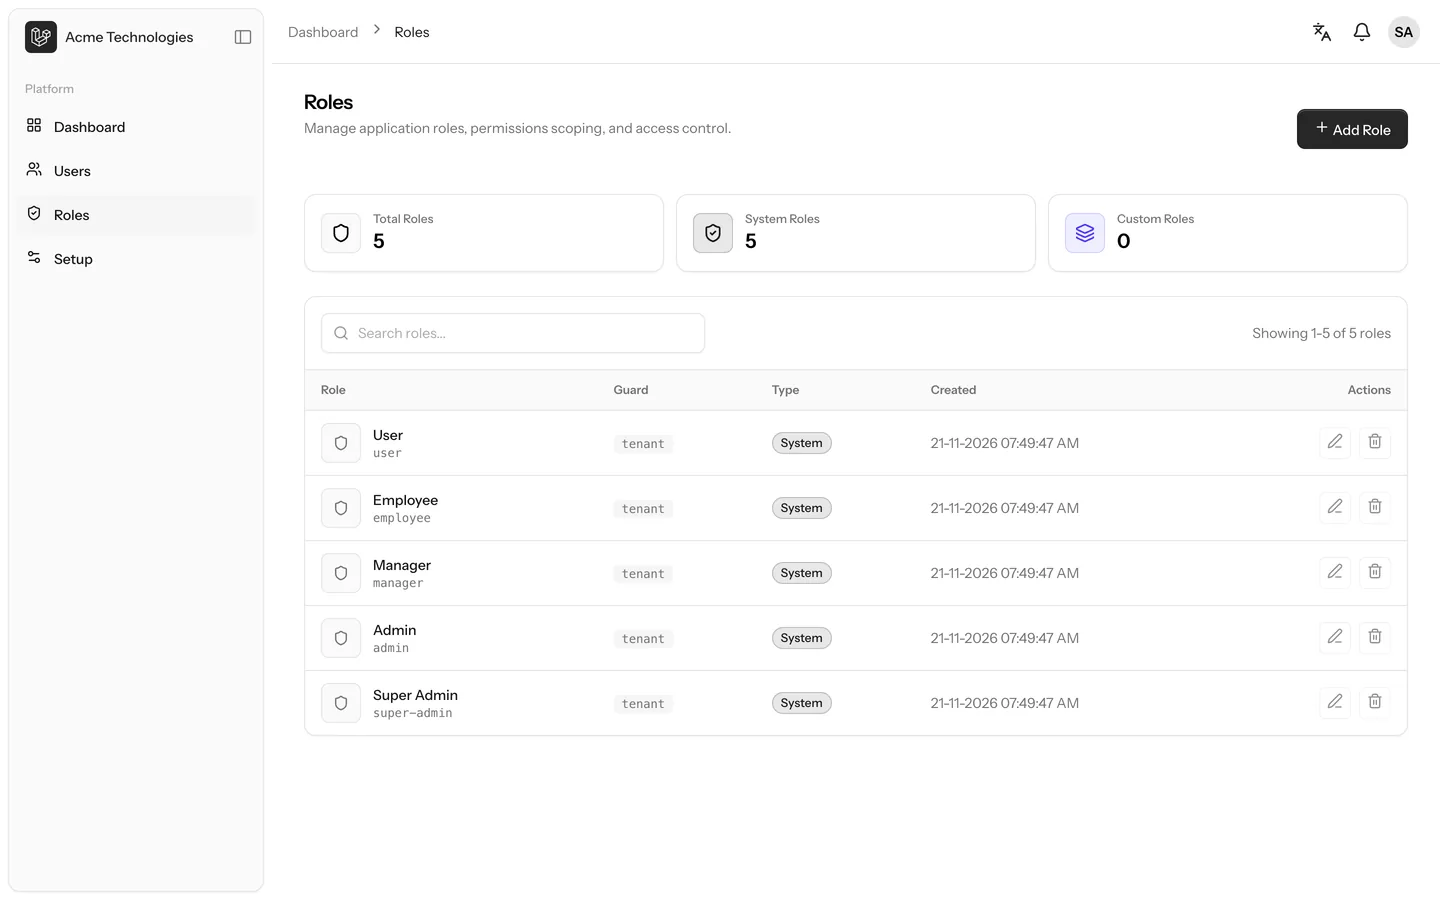 Acme Technologies
Platform
Dashboard
Users
Roles
Setup
Dashboard > Roles
SA
Roles
Manage application roles, permissions scoping, and access control.
+ Add Role
Total Roles
5
System Roles
5
Custom Roles
0
Search roles...
Showing 1-5 of 5 roles
Role Guard Type Created Actions
User
user
tenant System 21-11-2026 07:49:47 AM
Employee
employee
tenant System 21-11-2026 07:49:47 AM
Manager
manager
tenant System 21-11-2026 07:49:47 AM
Admin
admin
tenant System 21-11-2026 07:49:47 AM
Super Admin
super-admin
tenant System 21-11-2026 07:49:47 AM